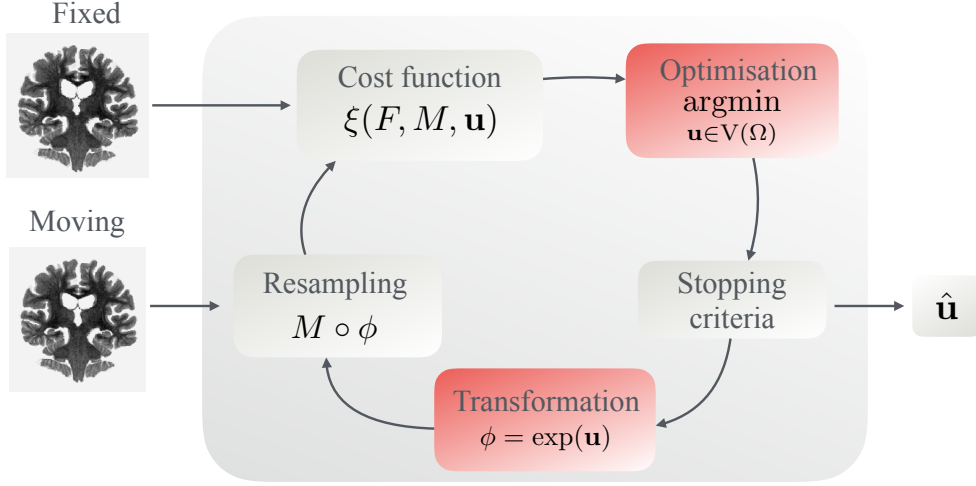 Fixed
Cost function
ξ(F, M, 𝐮)
Optimisation
argmin
𝐮∈V(Ω)
Moving
Resampling
M ∘ ϕ
Stopping
criteria
𝐮̂
Transformation
ϕ = exp(𝐮)